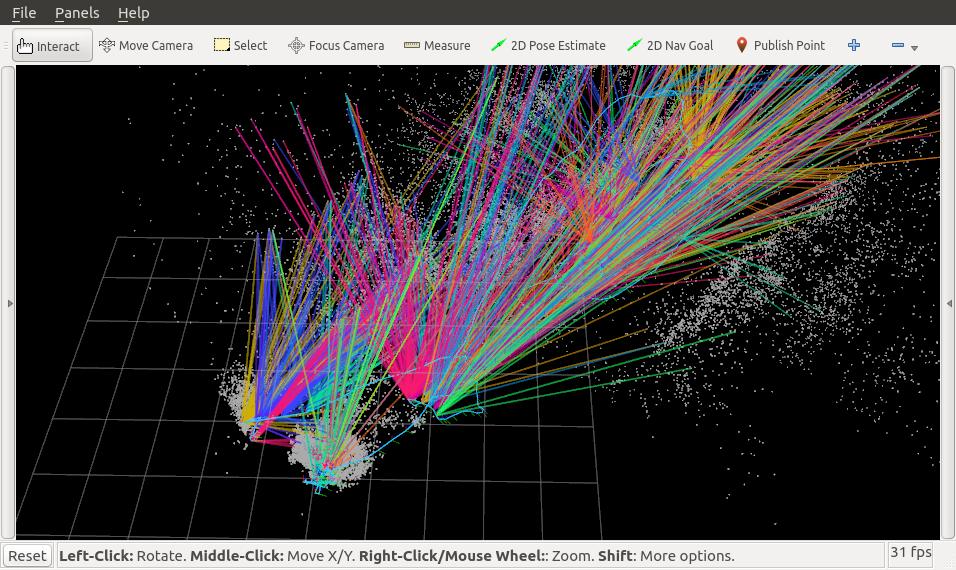 File Panels Help
Interact Move Camera Select Focus Camera Measure 2D Pose Estimate 2D Nav Goal Publish Point
Reset Left-Click: Rotate. Middle-Click: Move X/Y. Right-Click/Mouse Wheel:: Zoom. Shift: More options. 31 fps